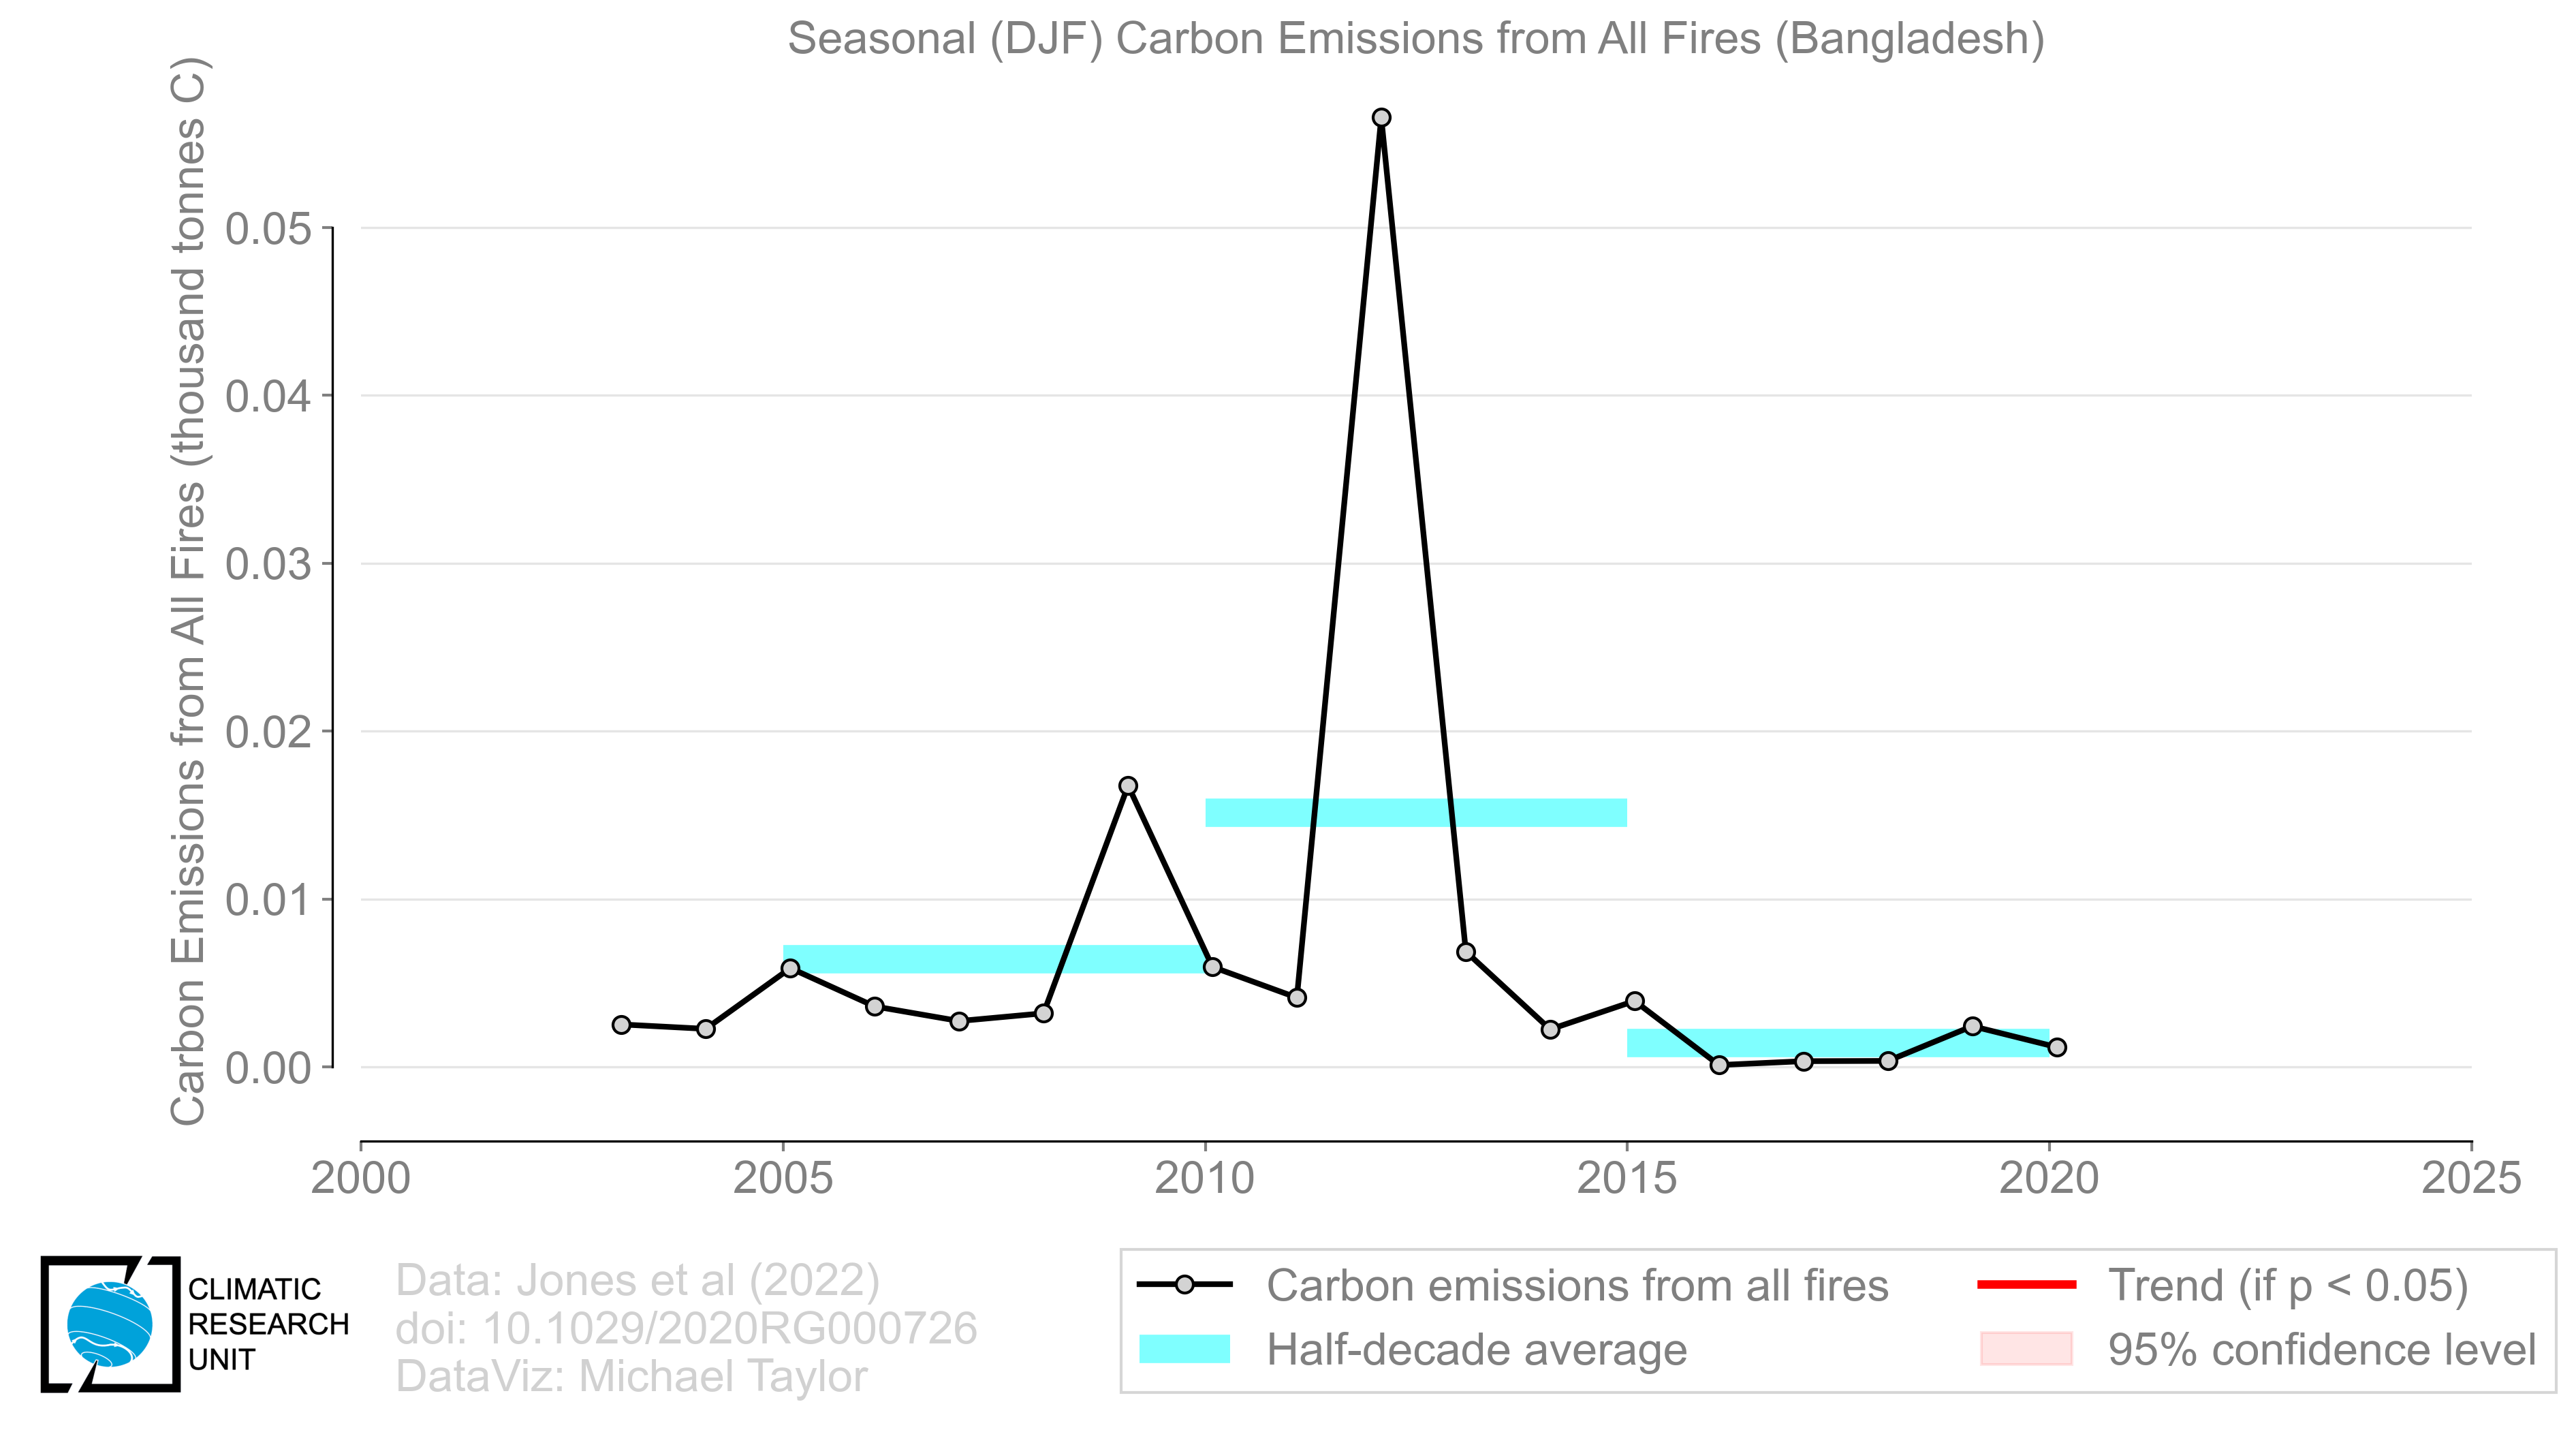 Seasonal (DJF) Carbon Emissions from All Fires (Bangladesh)
Carbon Emissions from All Fires (thousand tonnes C)
0.05
0.04
0.03
0.02
0.01
0.00
2000
2005
2010
2015
2020
2025
CLIMATIC
RESEARCH
UNIT
Data: Jones et al (2022)
doi: 10.1029/2020RG000726
DataViz: Michael Taylor
Carbon emissions from all fires
Half-decade average
Trend (if p < 0.05)
95% confidence level